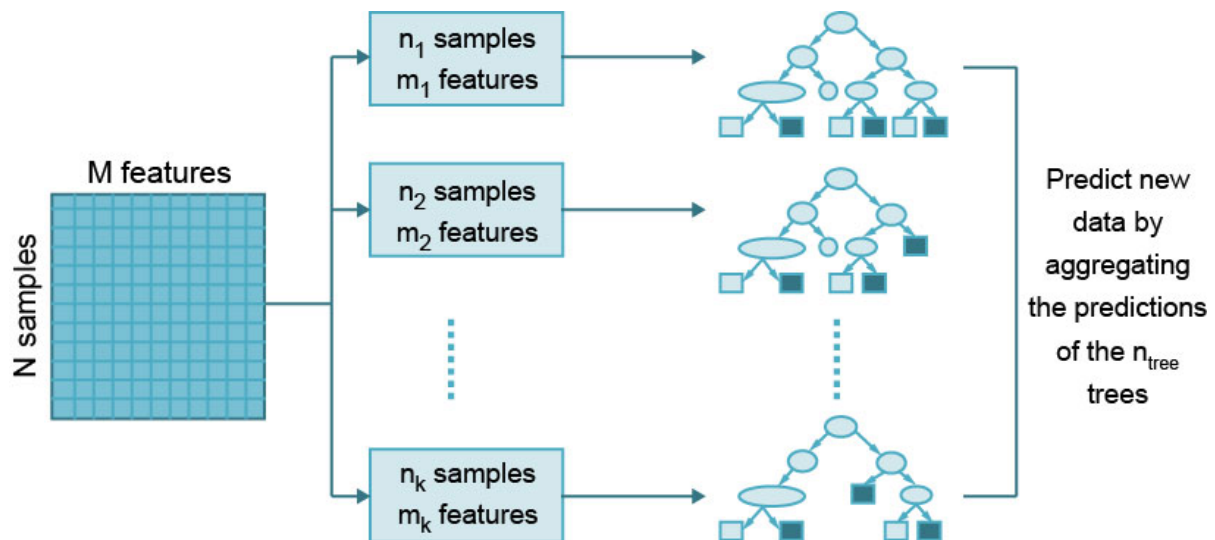 M features
N samples
n₁ samples
m₁ features
n₂ samples
m₂ features
nₖ samples
mₖ features
Predict new
data by
aggregating
the predictions
of the n_tree
trees